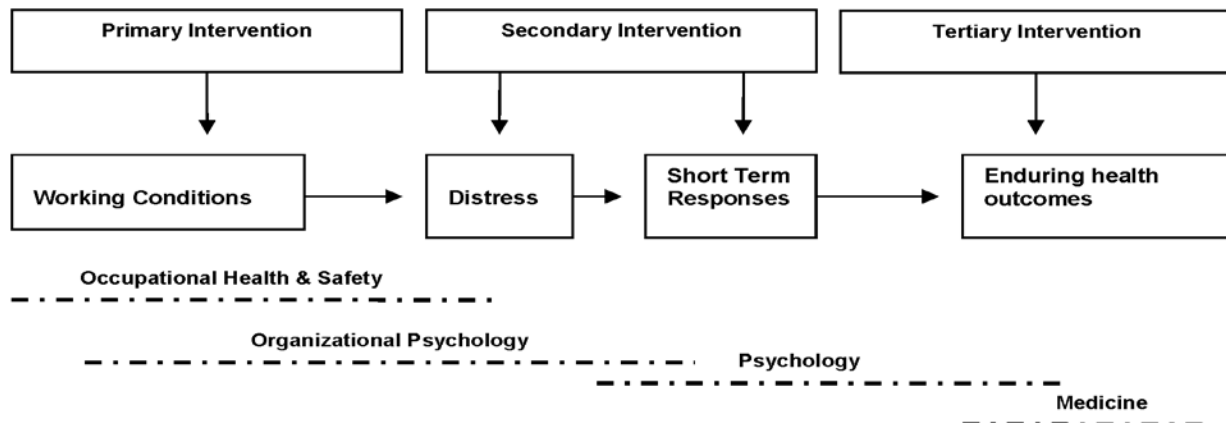 Primary Intervention
Secondary Intervention
Tertiary Intervention
Working Conditions
Distress
Short Term
Responses
Enduring health
outcomes
Occupational Health & Safety
Organizational Psychology
Psychology
Medicine